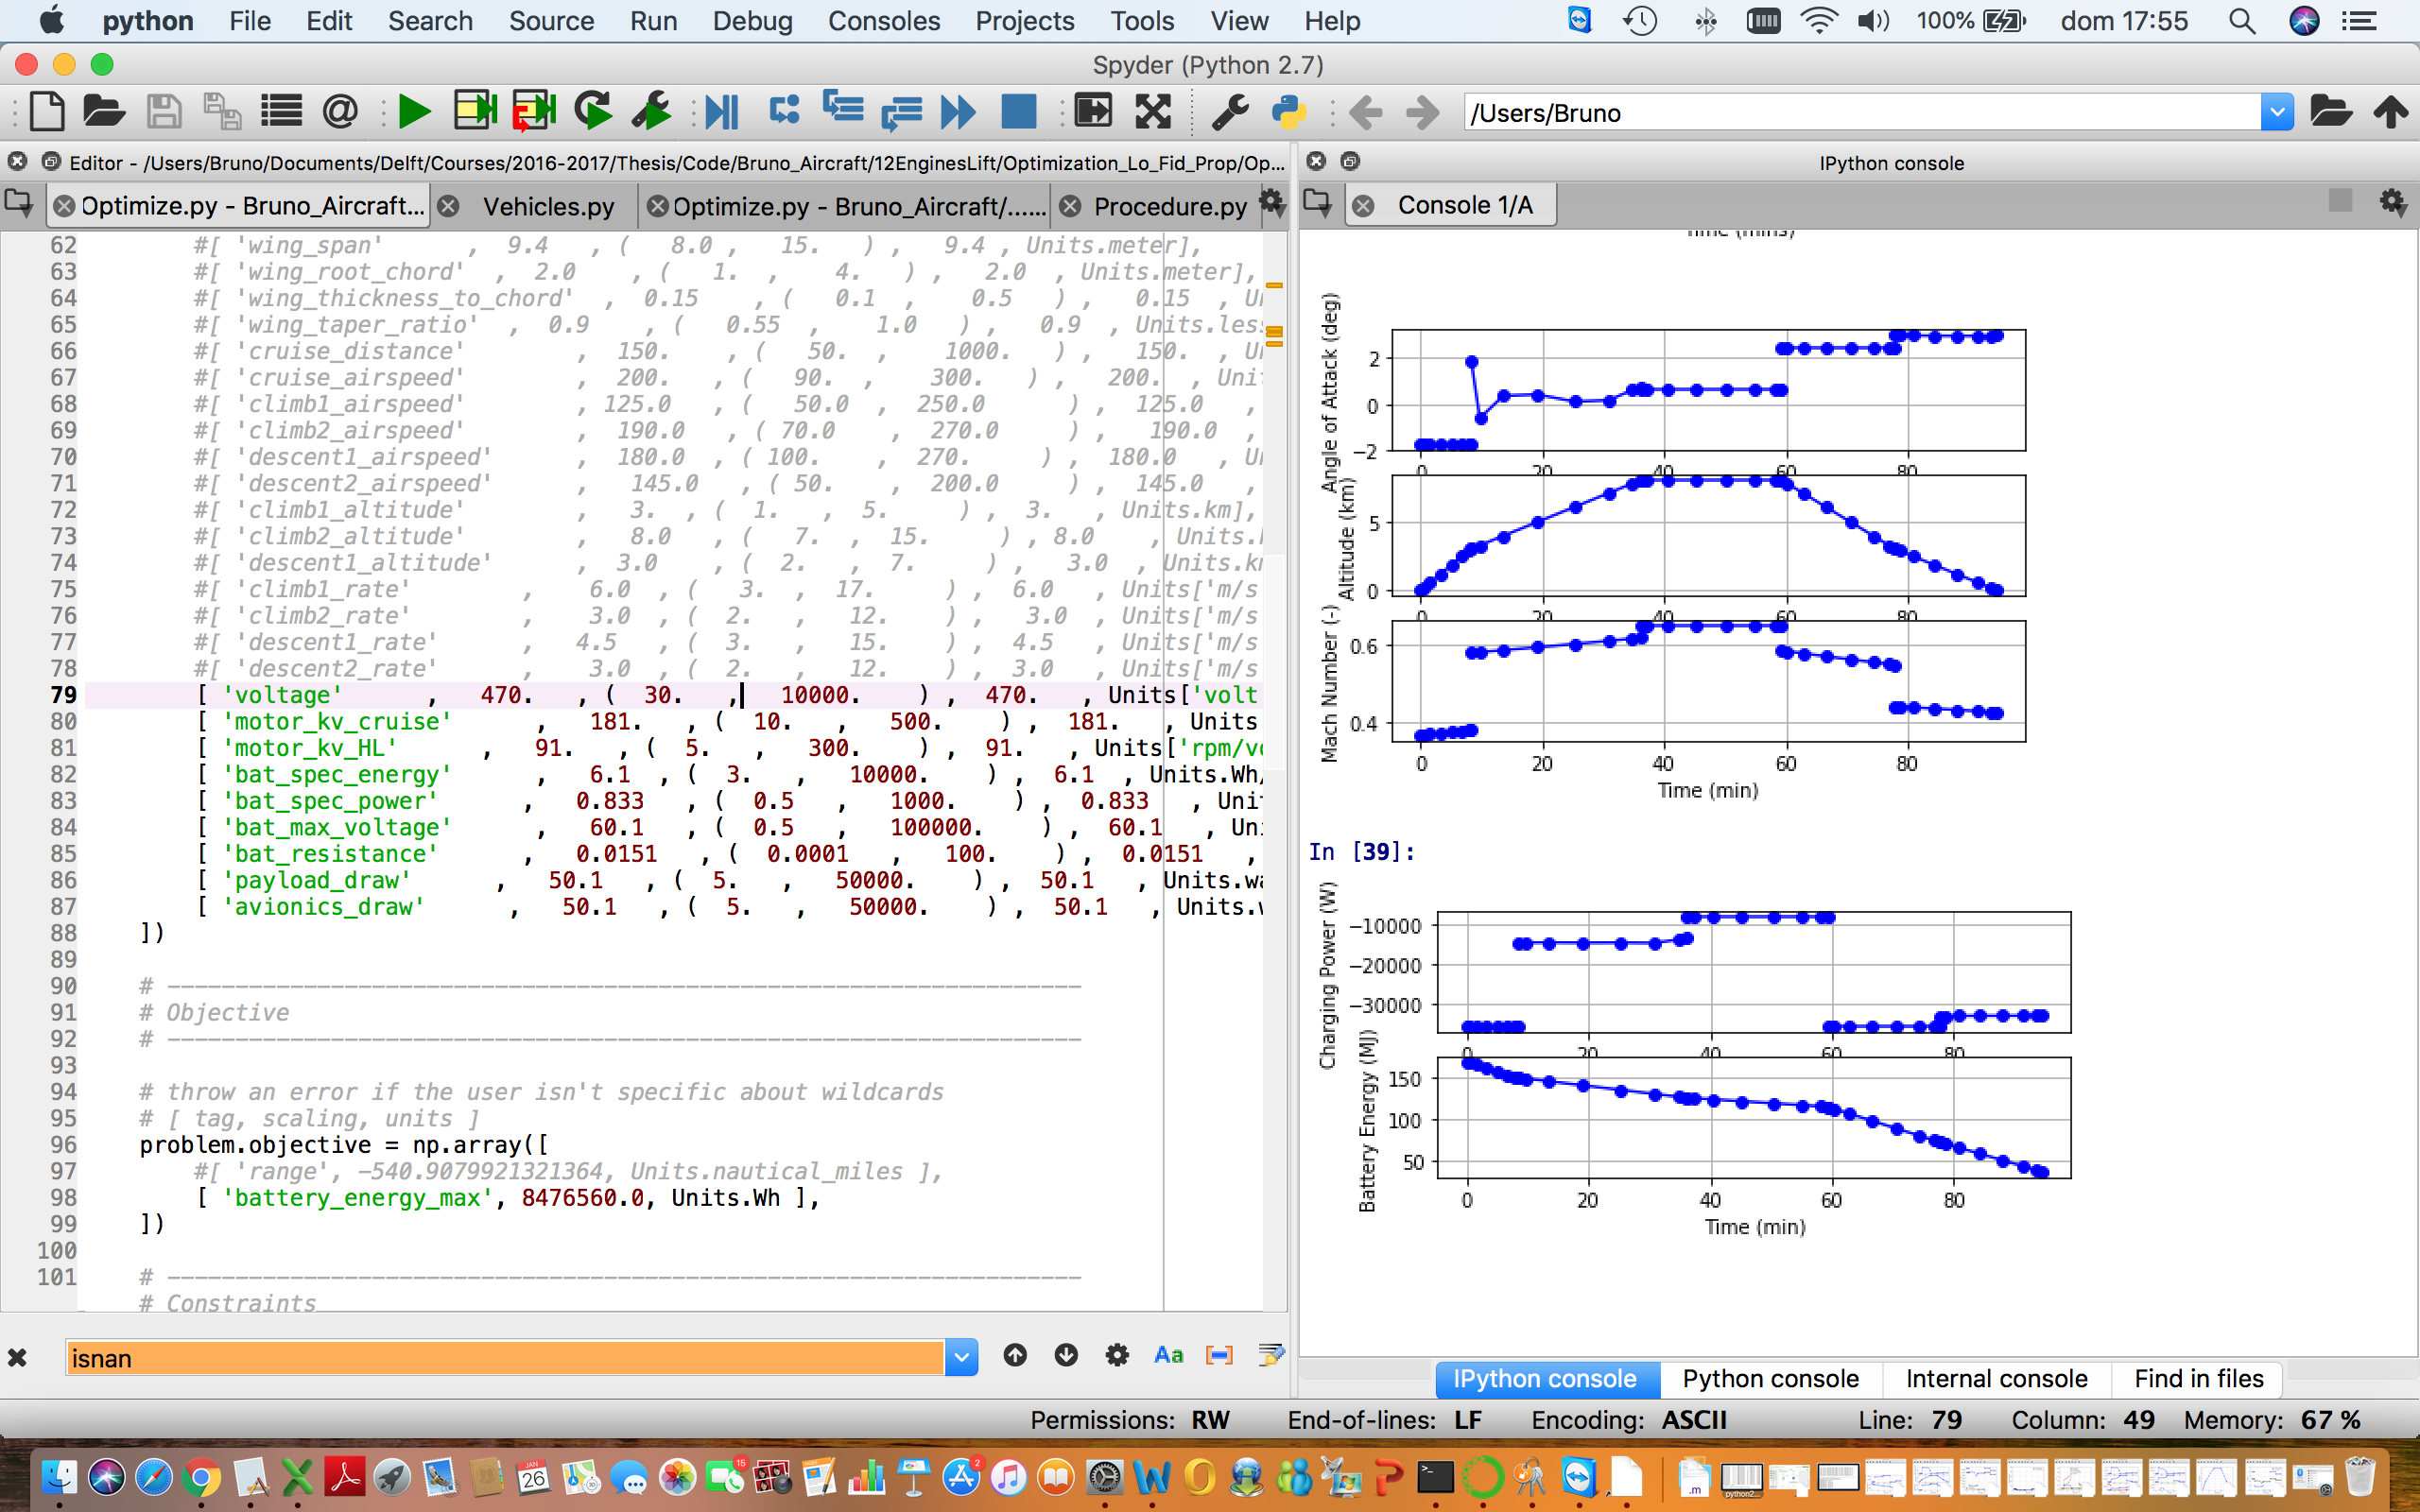 python File Edit Search Source Run Debug Consoles Projects Tools View Help 100% dom 17:55
Spyder (Python 2.7)
/Users/Bruno
Editor - /Users/Bruno/Documents/Delft/Courses/2016-2017/Thesis/Code/Bruno_Aircraft/12EnginesLift/Optimization_Lo_Fid_Prop/Op...
Optimize.py - Bruno_Aircraft... Vehicles.py Optimize.py - Bruno_Aircraft/...... Procedure.py
62 #[ 'wing_span' , 9.4 , ( 8.0 , 15. ) , 9.4 , Units.meter],
63 #[ 'wing_root_chord' , 2.0 , ( 1. , 4. ) , 2.0 , Units.meter],
64 #[ 'wing_thickness_to_chord' , 0.15 , ( 0.1 , 0.5 ) , 0.15 , U
65 #[ 'wing_taper_ratio' , 0.9 , ( 0.55 , 1.0 ) , 0.9 , Units.les
66 #[ 'cruise_distance' , 150. , ( 50. , 1000. ) , 150. , U
67 #[ 'cruise_airspeed' , 200. , ( 90. , 300. ) , 200. , Uni
68 #[ 'climb1_airspeed' , 125.0 , ( 50.0 , 250.0 ) , 125.0 ,
69 #[ 'climb2_airspeed' , 190.0 , ( 70.0 , 270.0 ) , 190.0 ,
70 #[ 'descent1_airspeed' , 180.0 , ( 100. , 270. ) , 180.0 , U
71 #[ 'descent2_airspeed' , 145.0 , ( 50. , 200.0 ) , 145.0 ,
72 #[ 'climb1_altitude' , 3. , ( 1. , 5. ) , 3. , Units.km],
73 #[ 'climb2_altitude' , 8.0 , ( 7. , 15. ) , 8.0 , Units.
74 #[ 'descent1_altitude' , 3.0 , ( 2. , 7. ) , 3.0 , Units.k
75 #[ 'climb1_rate' , 6.0 , ( 3. , 17. ) , 6.0 , Units['m/s
76 #[ 'climb2_rate' , 3.0 , ( 2. , 12. ) , 3.0 , Units['m/s
77 #[ 'descent1_rate' , 4.5 , ( 3. , 15. ) , 4.5 , Units['m/s
78 #[ 'descent2_rate' , 3.0 , ( 2. , 12. ) , 3.0 , Units['m/s
79 [ 'voltage' , 470. , ( 30. , 10000. ) , 470. , Units['volt
80 [ 'motor_kv_cruise' , 181. , ( 10. , 500. ) , 181. , Units
81 [ 'motor_kv_HL' , 91. , ( 5. , 300. ) , 91. , Units['rpm/v
82 [ 'bat_spec_energy' , 6.1 , ( 3. , 10000. ) , 6.1 , Units.Wh
83 [ 'bat_spec_power' , 0.833 , ( 0.5 , 1000. ) , 0.833 , Uni
84 [ 'bat_max_voltage' , 60.1 , ( 0.5 , 100000. ) , 60.1 , Un
85 [ 'bat_resistance' , 0.0151 , ( 0.0001 , 100. ) , 0.0151 ,
86 [ 'payload_draw' , 50.1 , ( 5. , 50000. ) , 50.1 , Units.w
87 [ 'avionics_draw' , 50.1 , ( 5. , 50000. ) , 50.1 , Units.
88 ])
89
90 # -------------------------------------------------------------------
91 # Objective
92 # -------------------------------------------------------------------
93
94 # throw an error if the user isn't specific about wildcards
95 # [ tag, scaling, units ]
96 problem.objective = np.array([
97 #[ 'range', -540.9079921321364, Units.nautical_miles ],
98 [ 'battery_energy_max', 8476560.0, Units.Wh ],
99 ])
100
101 # -------------------------------------------------------------------
# Constraints
isnan
Aa
IPython console
Console 1/A
Time (mins)
Angle of Attack (deg)
2
0
-2
0 20 40 60 80
Altitude (km)
5
0
0 20 40 60 80
Mach Number (-)
0.6
0.4
0 20 40 60 80
Time (min)
In [39]:
Charging Power (W)
-10000
-20000
-30000
0 20 40 60 80
Battery Energy (MJ)
150
100
50
0 20 40 60 80
Time (min)
IPython console Python console Internal console Find in files
Permissions: RW End-of-lines: LF Encoding: ASCII Line: 79 Column: 49 Memory: 67 %
JAN
26
15
2
.m